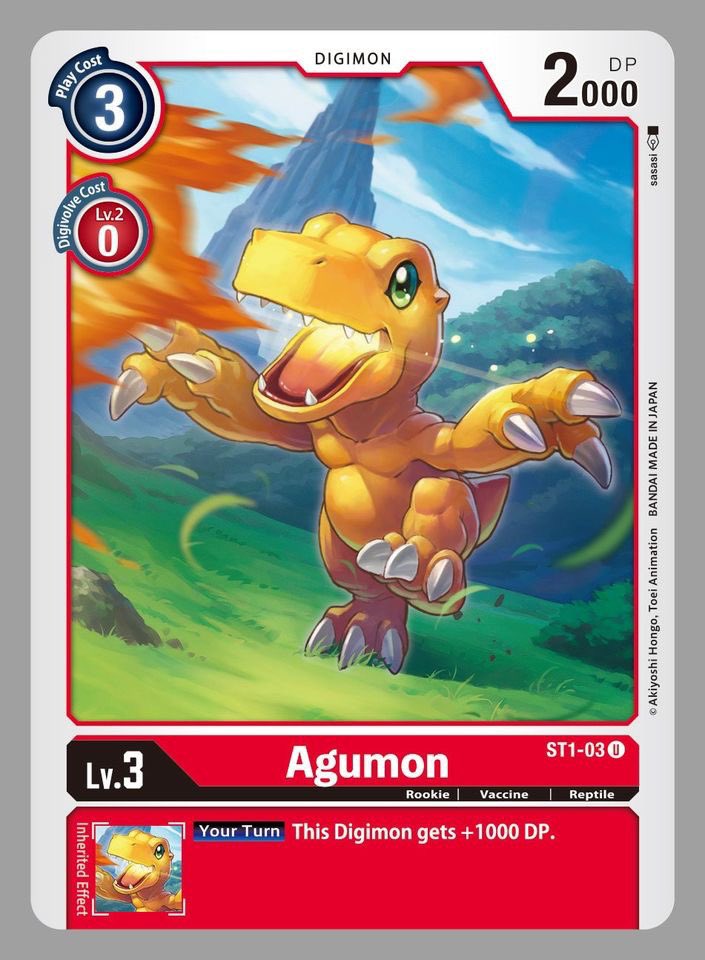 DIGIMON
Play Cost
3
DP
2000
sasasi
Digivolve Cost
Lv.2
0
BANDAI MADE IN JAPAN
© Akiyoshi Hongo, Toei Animation
Lv.3
Agumon
ST1-03 U
Rookie | Vaccine | Reptile
Inherited Effect
Your Turn This Digimon gets +1000 DP.